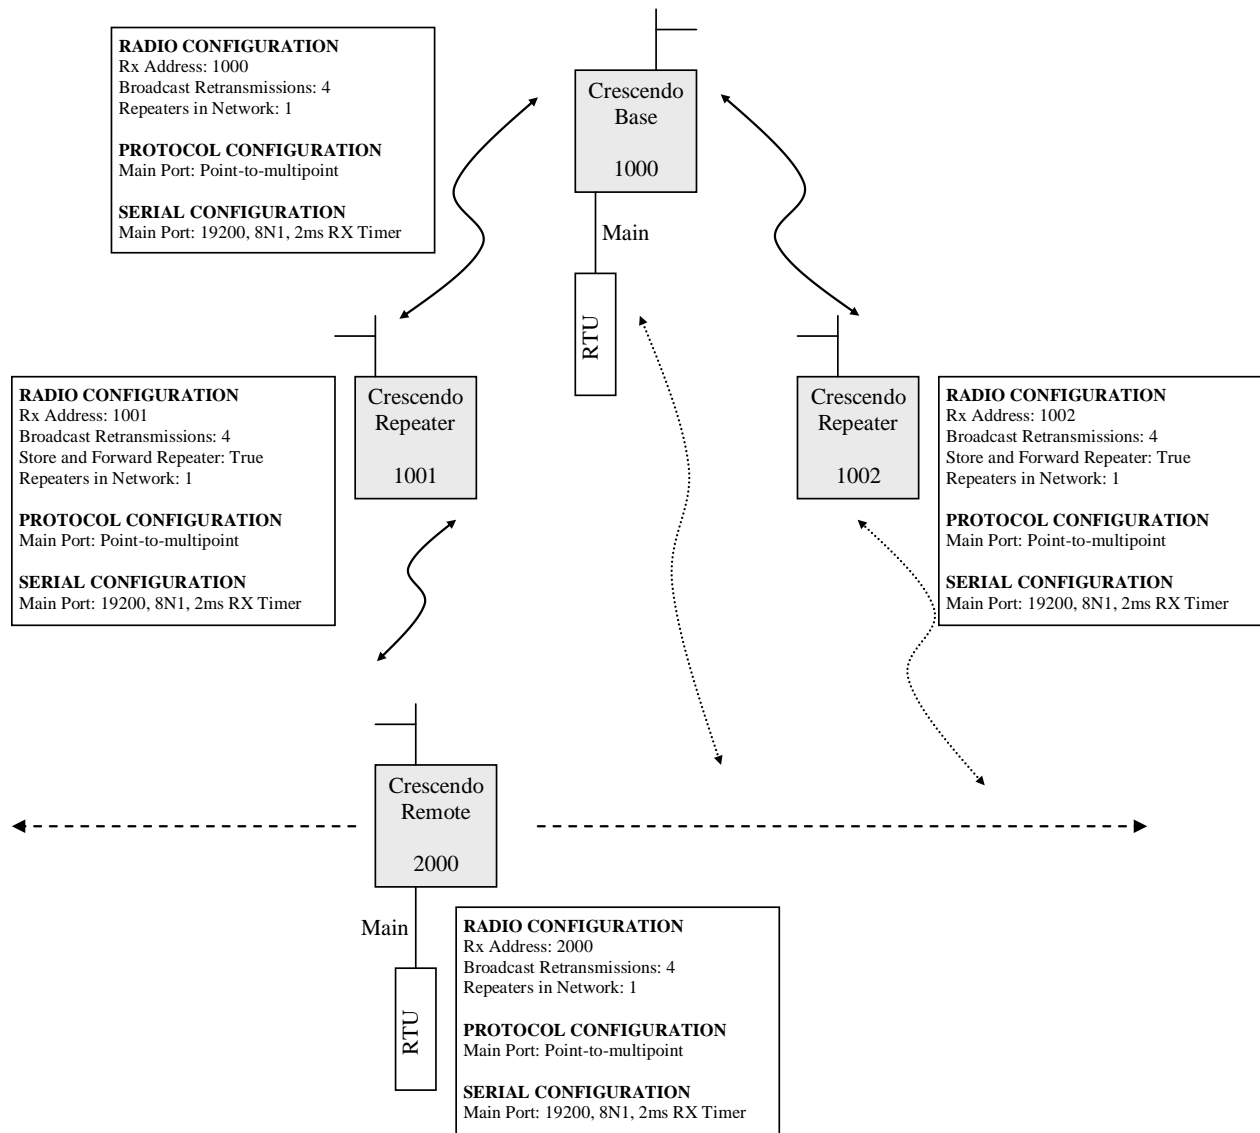 RADIO CONFIGURATION
Rx Address: 1000
Broadcast Retransmissions: 4
Repeaters in Network: 1
PROTOCOL CONFIGURATION
Main Port: Point-to-multipoint
SERIAL CONFIGURATION
Main Port: 19200, 8N1, 2ms RX Timer
Crescendo
Base
1000
Main
RTU
RADIO CONFIGURATION
Rx Address: 1001
Broadcast Retransmissions: 4
Store and Forward Repeater: True
Repeaters in Network: 1
PROTOCOL CONFIGURATION
Main Port: Point-to-multipoint
SERIAL CONFIGURATION
Main Port: 19200, 8N1, 2ms RX Timer
Crescendo
Repeater
1001
Crescendo
Repeater
1002
RADIO CONFIGURATION
Rx Address: 1002
Broadcast Retransmissions: 4
Store and Forward Repeater: True
Repeaters in Network: 1
PROTOCOL CONFIGURATION
Main Port: Point-to-multipoint
SERIAL CONFIGURATION
Main Port: 19200, 8N1, 2ms RX Timer
Crescendo
Remote
2000
Main
RTU
RADIO CONFIGURATION
Rx Address: 2000
Broadcast Retransmissions: 4
Repeaters in Network: 1
PROTOCOL CONFIGURATION
Main Port: Point-to-multipoint
SERIAL CONFIGURATION
Main Port: 19200, 8N1, 2ms RX Timer